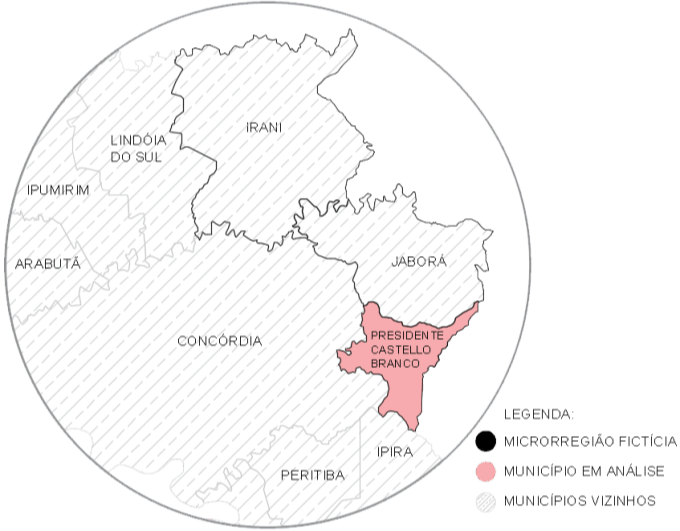 IRANI
LINDÓIA
DO SUL
IPUMIRIM
ARABUTÃ
JABORÁ
CONCÓRDIA
PRESIDENTE
CASTELLO
BRANCO
IPIRA
PERITIBA
LEGENDA:
MICRORREGIÃO FICTÍCIA
MUNICÍPIO EM ANÁLISE
MUNICÍPIOS VIZINHOS